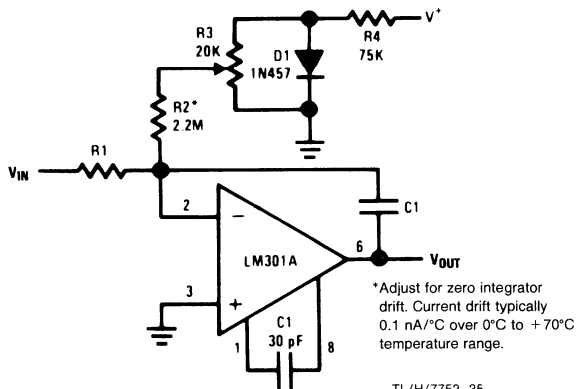 V+
R4
75K
R3
20K
D1
1N457
R2*
2.2M
R1
VIN
C1
2
−
LM301A
6
VOUT
3
+
C1
30 pF
1
8
*Adjust for zero integrator
drift. Current drift typically
0.1 nA/°C over 0°C to +70°C
temperature range.
TL/H/7752–35